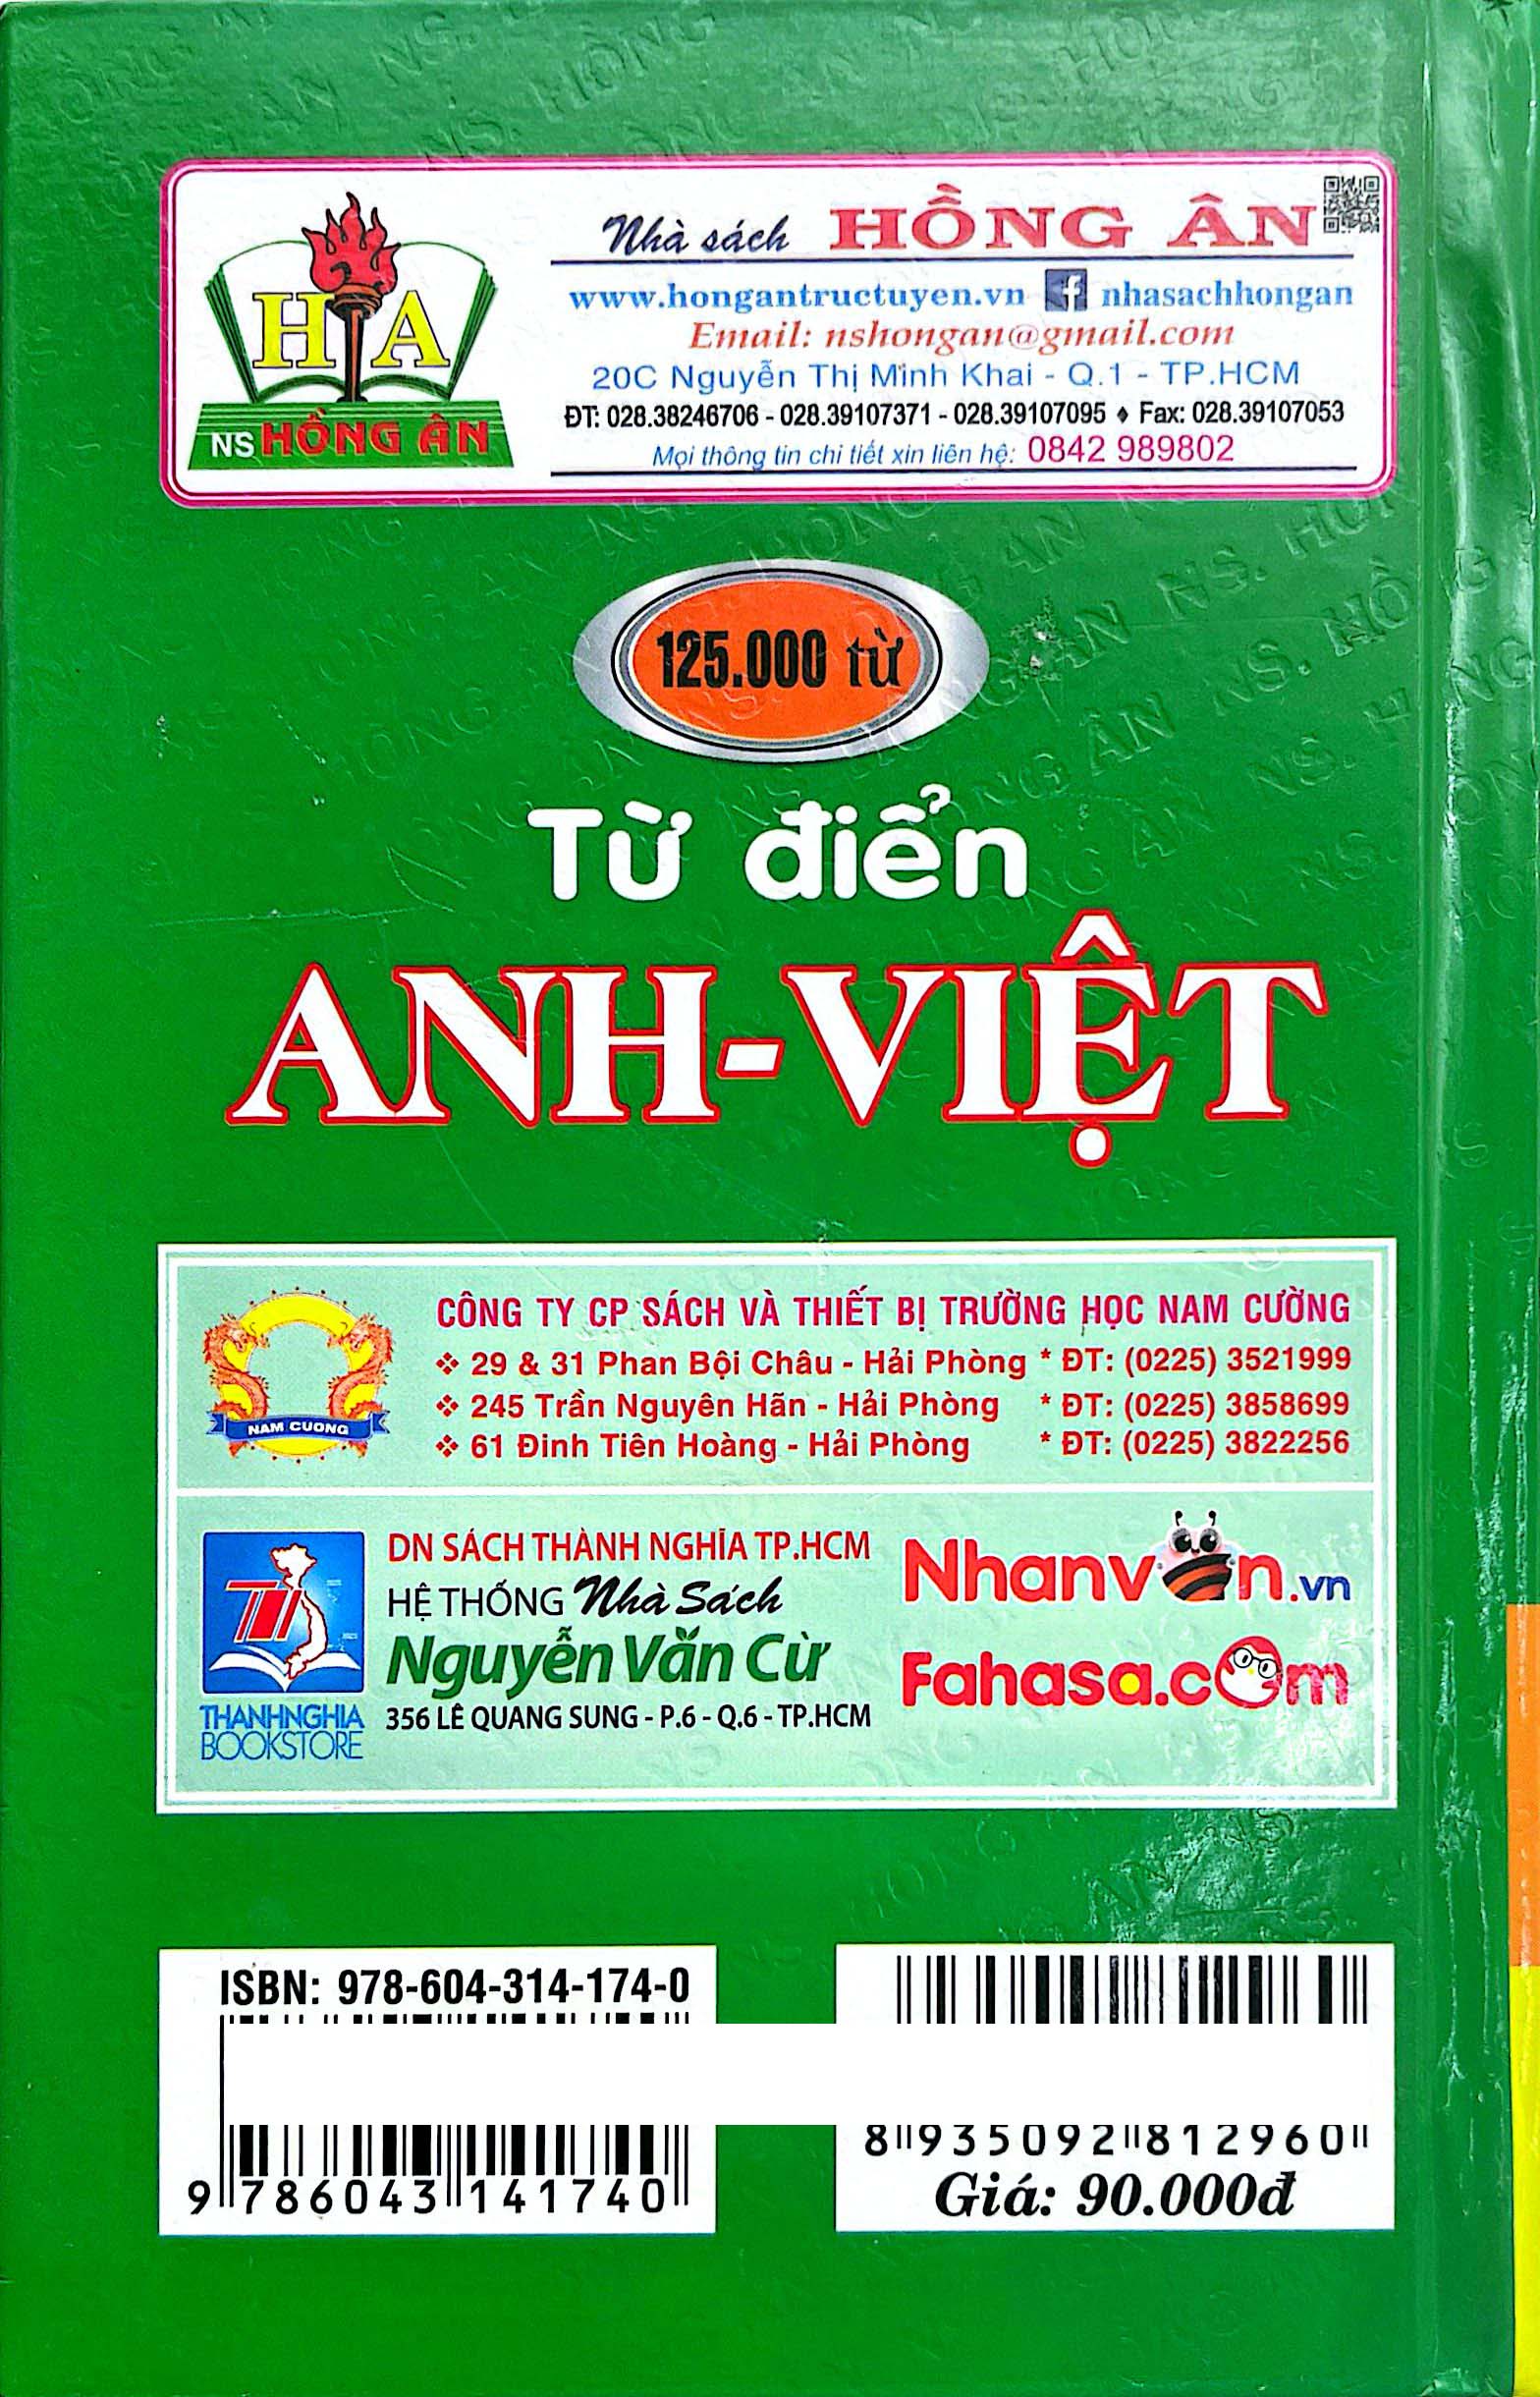 Nhà sách HỒNG ÂN
www.hongantructuyen.vn nhasachhongan
Email: nshongan@gmail.com
20C Nguyễn Thị Minh Khai - Q.1 - TP.HCM
ĐT: 028.38246706 - 028.39107371 - 028.39107095 ♦ Fax: 028.39107053
Mọi thông tin chi tiết xin liên hệ: 0842 989802
H A
NS HỒNG ÂN
125.000 từ
Từ điển
ANH-VIỆT
CÔNG TY CP SÁCH VÀ THIẾT BỊ TRƯỜNG HỌC NAM CƯỜNG
❖ 29 & 31 Phan Bội Châu - Hải Phòng * ĐT: (0225) 3521999
❖ 245 Trần Nguyên Hãn - Hải Phòng * ĐT: (0225) 3858699
❖ 61 Đinh Tiên Hoàng - Hải Phòng * ĐT: (0225) 3822256
NAM CUONG
DN SÁCH THÀNH NGHĨA TP.HCM
HỆ THỐNG Nhà Sách
Nguyễn Văn Cừ
356 LÊ QUANG SUNG - P.6 - Q.6 - TP.HCM
THANHNGHIA
BOOKSTORE
Nhanvăn.vn
Fahasa.com
ISBN: 978-604-314-174-0
9 786043 141740
8 935092 812960
Giá: 90.000đ